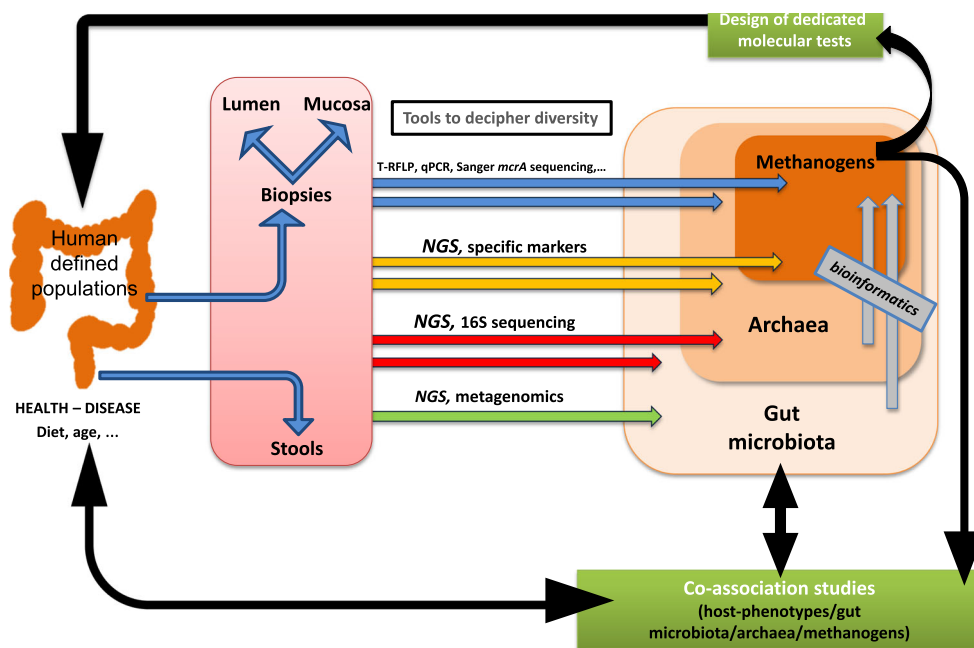 Design of dedicated
molecular tests
Lumen
Mucosa
Tools to decipher diversity
T-RFLP, qPCR, Sanger mcrA sequencing,...
Methanogens
Biopsies
Human
defined
populations
NGS, specific markers
bioinformatics
NGS, 16S sequencing
Archaea
HEALTH – DISEASE
Diet, age, ...
NGS, metagenomics
Gut
microbiota
Stools
Co-association studies
(host-phenotypes/gut
microbiota/archaea/methanogens)